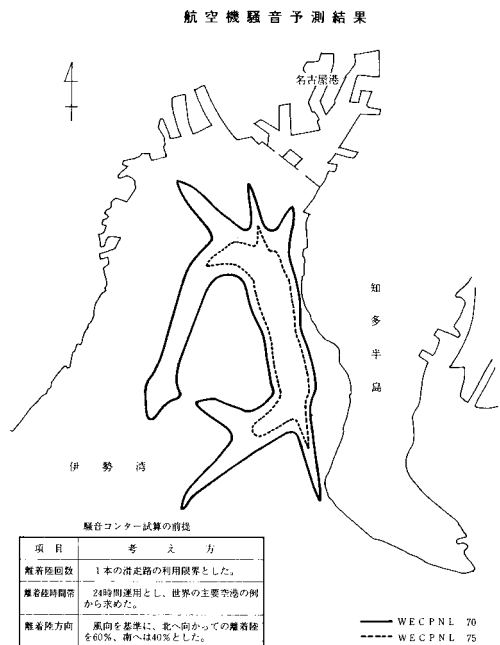 航空機騒音予測結果
名古屋港
知多半島
伊勢湾
騒音コンター試算の前提
項目 考え方
離着陸回数 1本の滑走路の利用限界とした。
離着陸時間帯 24時間運用とし、世界の主要空港の例
から求めた。
離着陸方向 風向を基準に、北へ向かっての離着陸
を60%、南へは40%とした。
WECPNL 70
WECPNL 75